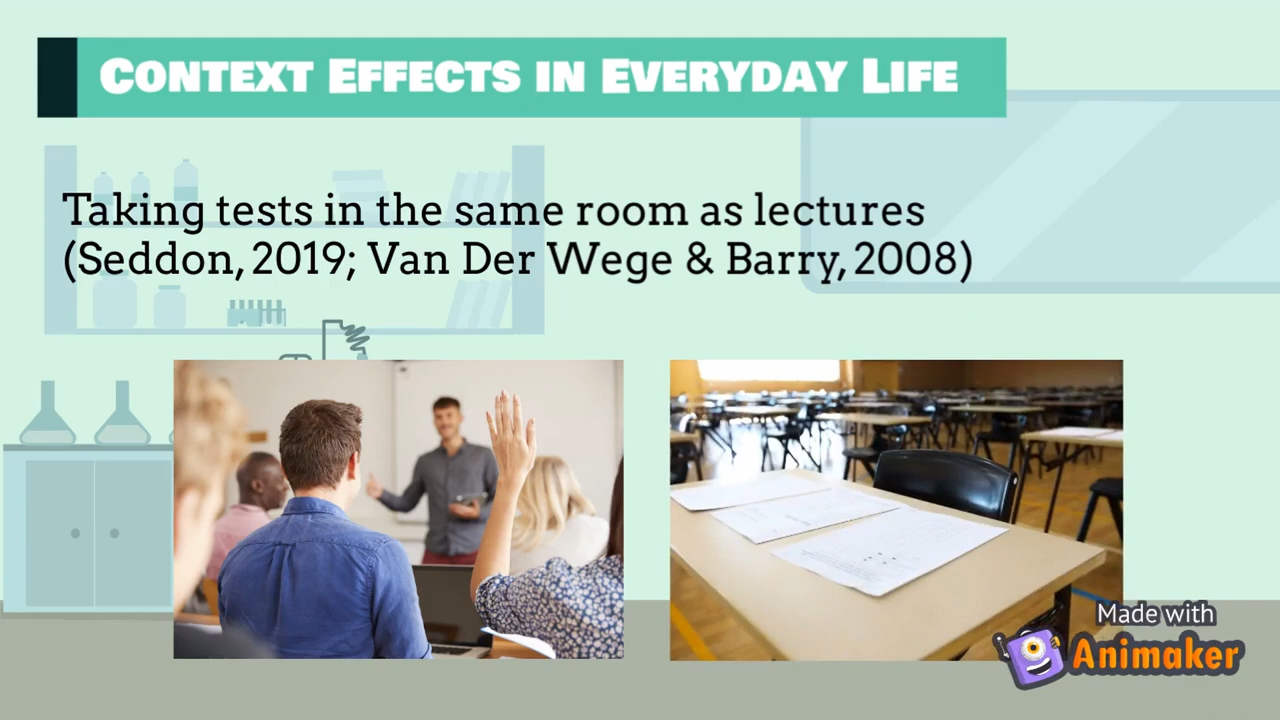 Context Effects in Everyday Life
Taking tests in the same room as lectures
(Seddon, 2019; Van Der Wege & Barry, 2008)
Made with
Animaker